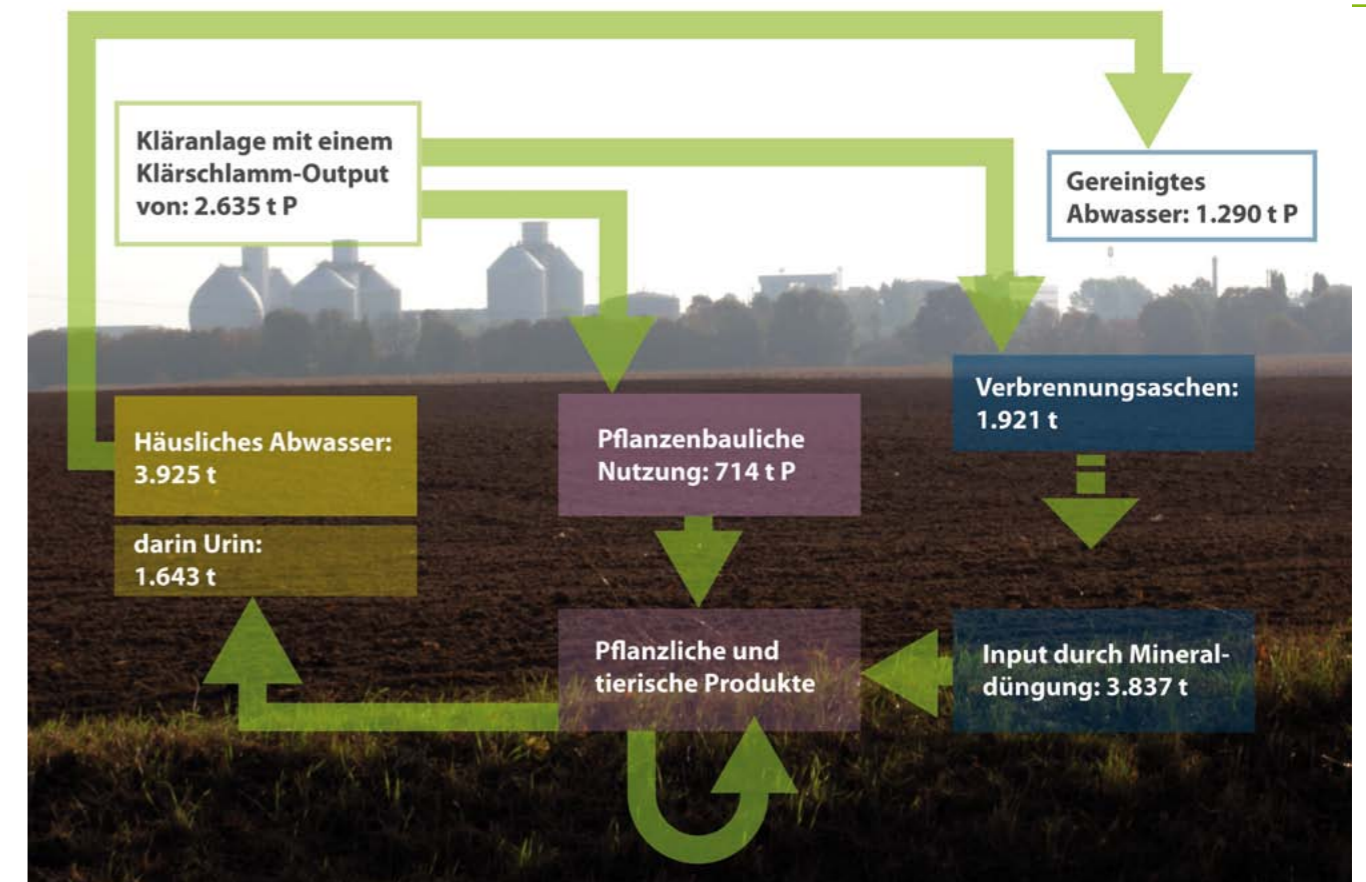 Kläranlage mit einem
Klärschlamm-Output
von: 2.635 t P
Gereinigtes
Abwasser: 1.290 t P
Verbrennungsaschen:
1.921 t
Häusliches Abwasser:
3.925 t
Pflanzenbauliche
Nutzung: 714 t P
darin Urin:
1.643 t
Pflanzliche und
tierische Produkte
Input durch Mineral-
düngung: 3.837 t